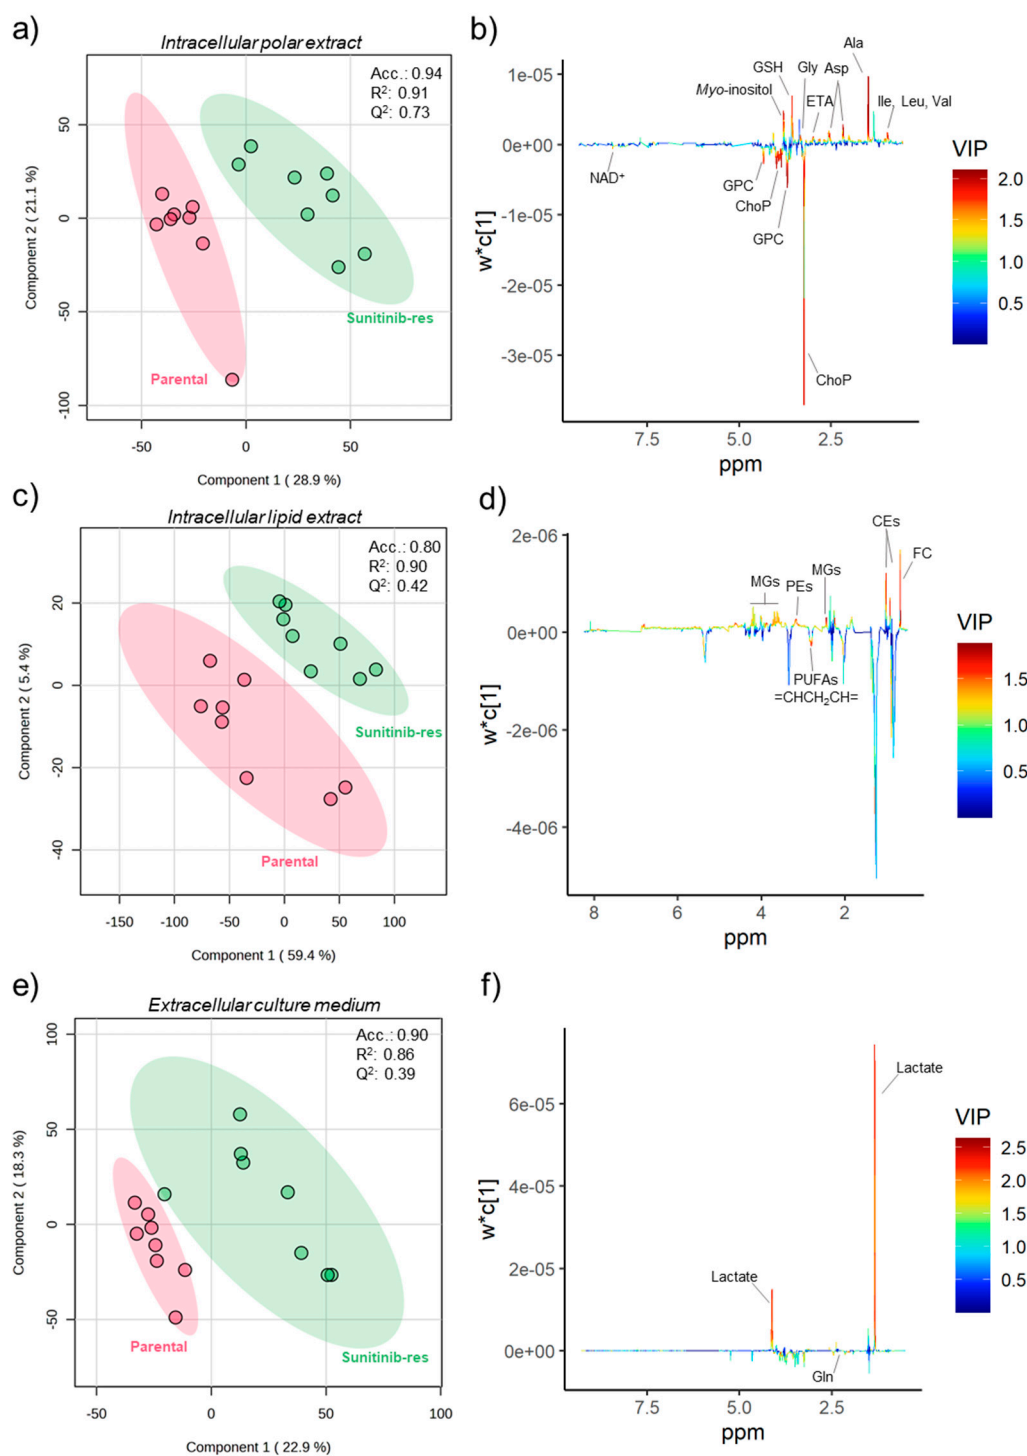 a)
Intracellular polar extract
Acc.: 0.94
R²: 0.91
Q²: 0.73
Sunitinib-res
Parental
Component 2 ( 21.1 %)
50
0
-50
-100
-50
0
50
Component 1 ( 28.9 %)
b)
Ala
GSH
Gly
Asp
Myo-inositol
ETA
Ile, Leu, Val
NAD⁺
GPC
ChoP
GPC
ChoP
w*c[1]
1e-05
0e+00
-1e-05
-2e-05
-3e-05
7.5
5.0
2.5
ppm
VIP
2.0
1.5
1.0
0.5
c)
Intracellular lipid extract
Acc.: 0.80
R²: 0.90
Q²: 0.42
Sunitinib-res
Parental
Component 2 ( 5.4 %)
20
0
-20
-40
-150
-100
-50
0
50
100
Component 1 ( 59.4 %)
d)
CEs
FC
MGs
PEs
MGs
PUFAs
=CHCH₂CH=
w*c[1]
2e-06
0e+00
-2e-06
-4e-06
8
6
4
2
ppm
VIP
1.5
1.0
0.5
e)
Extracellular culture medium
Acc.: 0.90
R²: 0.86
Q²: 0.39
Parental
Sunitinib-res
Component 2 ( 18.3 %)
100
50
0
-50
-50
0
50
100
Component 1 ( 22.9 %)
f)
Lactate
Lactate
Gln
w*c[1]
6e-05
4e-05
2e-05
0e+00
7.5
5.0
2.5
ppm
VIP
2.5
2.0
1.5
1.0
0.5